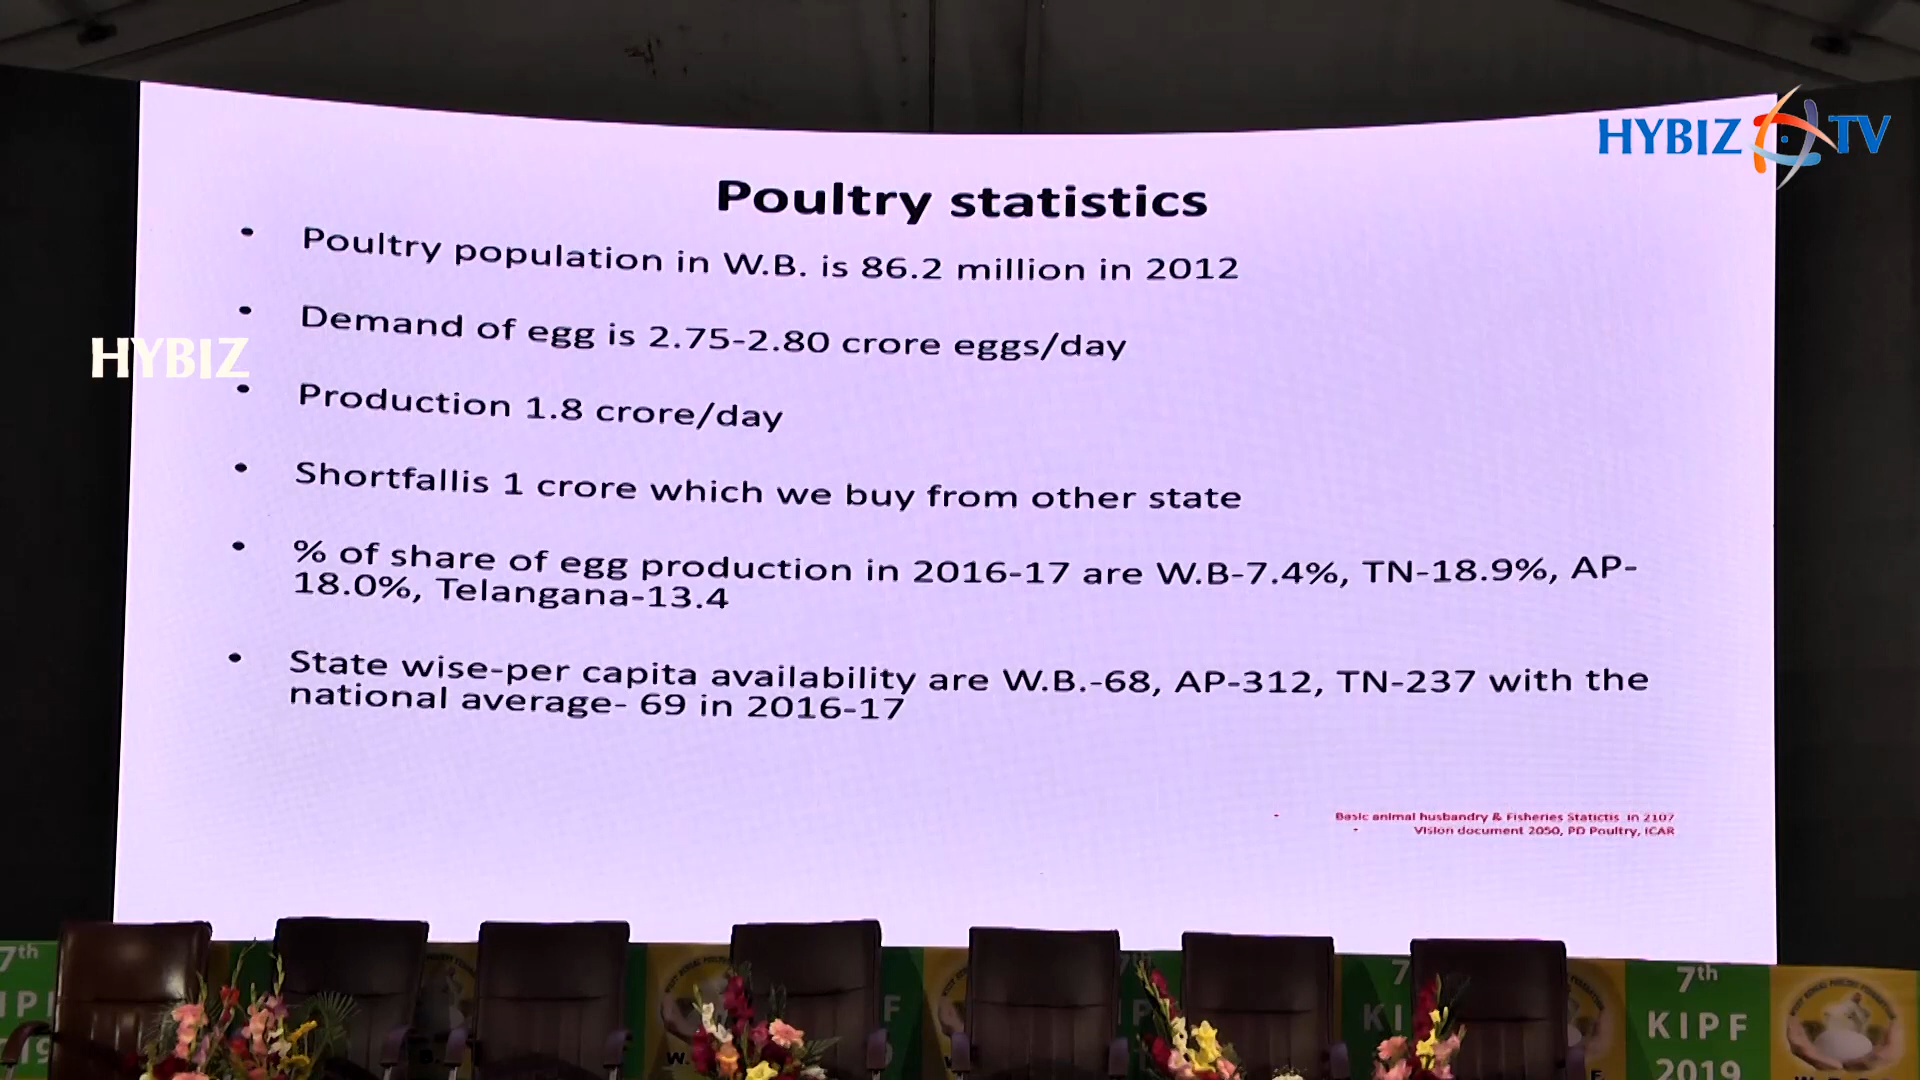 HYBIZ TV
Poultry statistics
• Poultry population in W.B. is 86.2 million in 2012
• Demand of egg is 2.75-2.80 crore eggs/day
HYBIZ
• Production 1.8 crore/day
• Shortfallis 1 crore which we buy from other state
• % of share of egg production in 2016-17 are W.B-7.4%, TN-18.9%, AP-
18.0%, Telangana-13.4
• State wise-per capita availability are W.B.-68, AP-312, TN-237 with the
national average- 69 in 2016-17
Basic animal husbandry & Fisheries Statictis in 2107
Vision document 2050, PD Poultry, ICAR
7th
7th
KIPF
2019